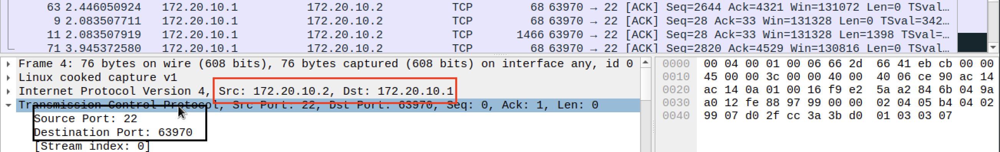 63 2.446050924 172.20.10.1 172.20.10.2 TCP 68 63970 → 22 [ACK] Seq=2644 Ack=4321 Win=131072 Len=0 TSval…
9 2.083507711 172.20.10.1 172.20.10.2 TCP 68 63970 → 22 [ACK] Seq=28 Ack=33 Win=131328 Len=0 TSval=342…
11 2.083507919 172.20.10.1 172.20.10.2 TCP 1466 63970 → 22 [ACK] Seq=28 Ack=33 Win=131328 Len=1398 TSval=…
71 3.945372580 172.20.10.1 172.20.10.2 TCP 68 63970 → 22 [ACK] Seq=2820 Ack=4529 Win=130816 Len=0 TSval…
Frame 4: 76 bytes on wire (608 bits), 76 bytes captured (608 bits) on interface any, id 0
Linux cooked capture v1
Internet Protocol Version 4, Src: 172.20.10.2, Dst: 172.20.10.1
Transmission Control Protocol, Src Port: 22, Dst Port: 63970, Seq: 0, Ack: 1, Len: 0
Source Port: 22
Destination Port: 63970
[Stream index: 0]
0000 00 04 00 01 00 06 66 2d 66 41 eb cb 00 00
0010 45 00 00 3c 00 00 40 00 40 06 ce 90 ac 14
0020 ac 14 0a 01 00 16 f9 e2 5a a2 84 6b 04 9a
0030 a0 12 fe 88 97 99 00 00 02 04 05 b4 04 02
0040 99 07 d0 2f cc 3a 3b d0 01 03 03 07